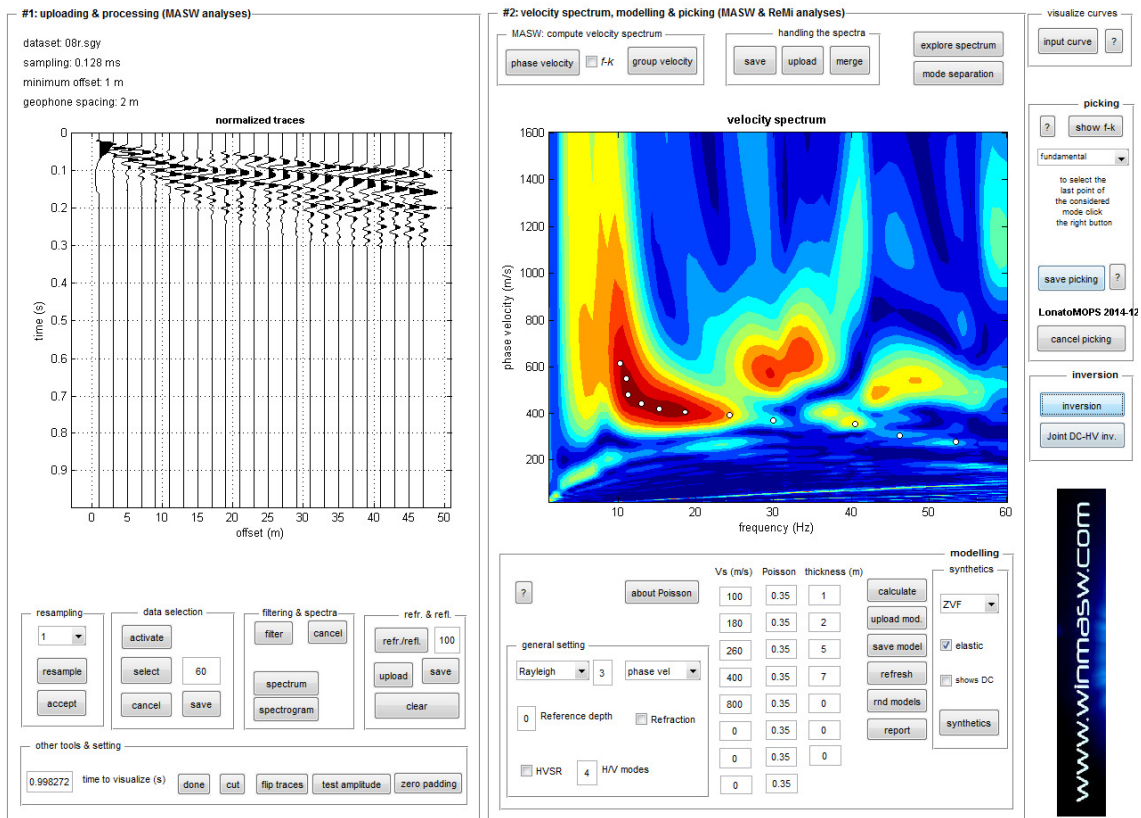 #1: uploading & processing (MASW analyses)
dataset: 08r.sgy
sampling: 0.128 ms
minimum offset: 1 m
geophone spacing: 2 m
normalized traces
0
0.1
0.2
0.3
0.4
0.5
0.6
0.7
0.8
0.9
time (s)
0 5 10 15 20 25 30 35 40 45 50
offset (m)
resampling
1
resample
accept
data selection
activate
select 60
cancel save
filtering & spectra
filter cancel
spectrum
spectrogram
refr. & refl.
refr./refl. 100
upload save
clear
other tools & setting
0.998272 time to visualize (s) done cut flip traces test amplitude zero padding
#2: velocity spectrum, modelling & picking (MASW & ReMi analyses)
MASW: compute velocity spectrum
phase velocity f-k group velocity
handling the spectra
save upload merge
explore spectrum
mode separation
velocity spectrum
1600
1400
1200
1000
800
600
400
200
phase velocity (m/s)
10 20 30 40 50 60
frequency (Hz)
modelling
? about Poisson
general setting
Rayleigh 3 phase vel
0 Reference depth Refraction
HVSR 4 H/V modes
Vs (m/s) Poisson thickness (m)
100 0.35 1
180 0.35 2
260 0.35 5
400 0.35 7
800 0.35 0
0 0.35 0
0 0.35 0
0 0.35
calculate
upload mod.
save model
refresh
rnd models
report
synthetics
ZVF
elastic
shows DC
synthetics
visualize curves
input curve ?
picking
? show f-k
fundamental
to select the
last point of
the considered
mode click
the right button
save picking ?
LonatoMOPS 2014-12
cancel picking
inversion
inversion
Joint DC-HV inv.
www.winmasw.com